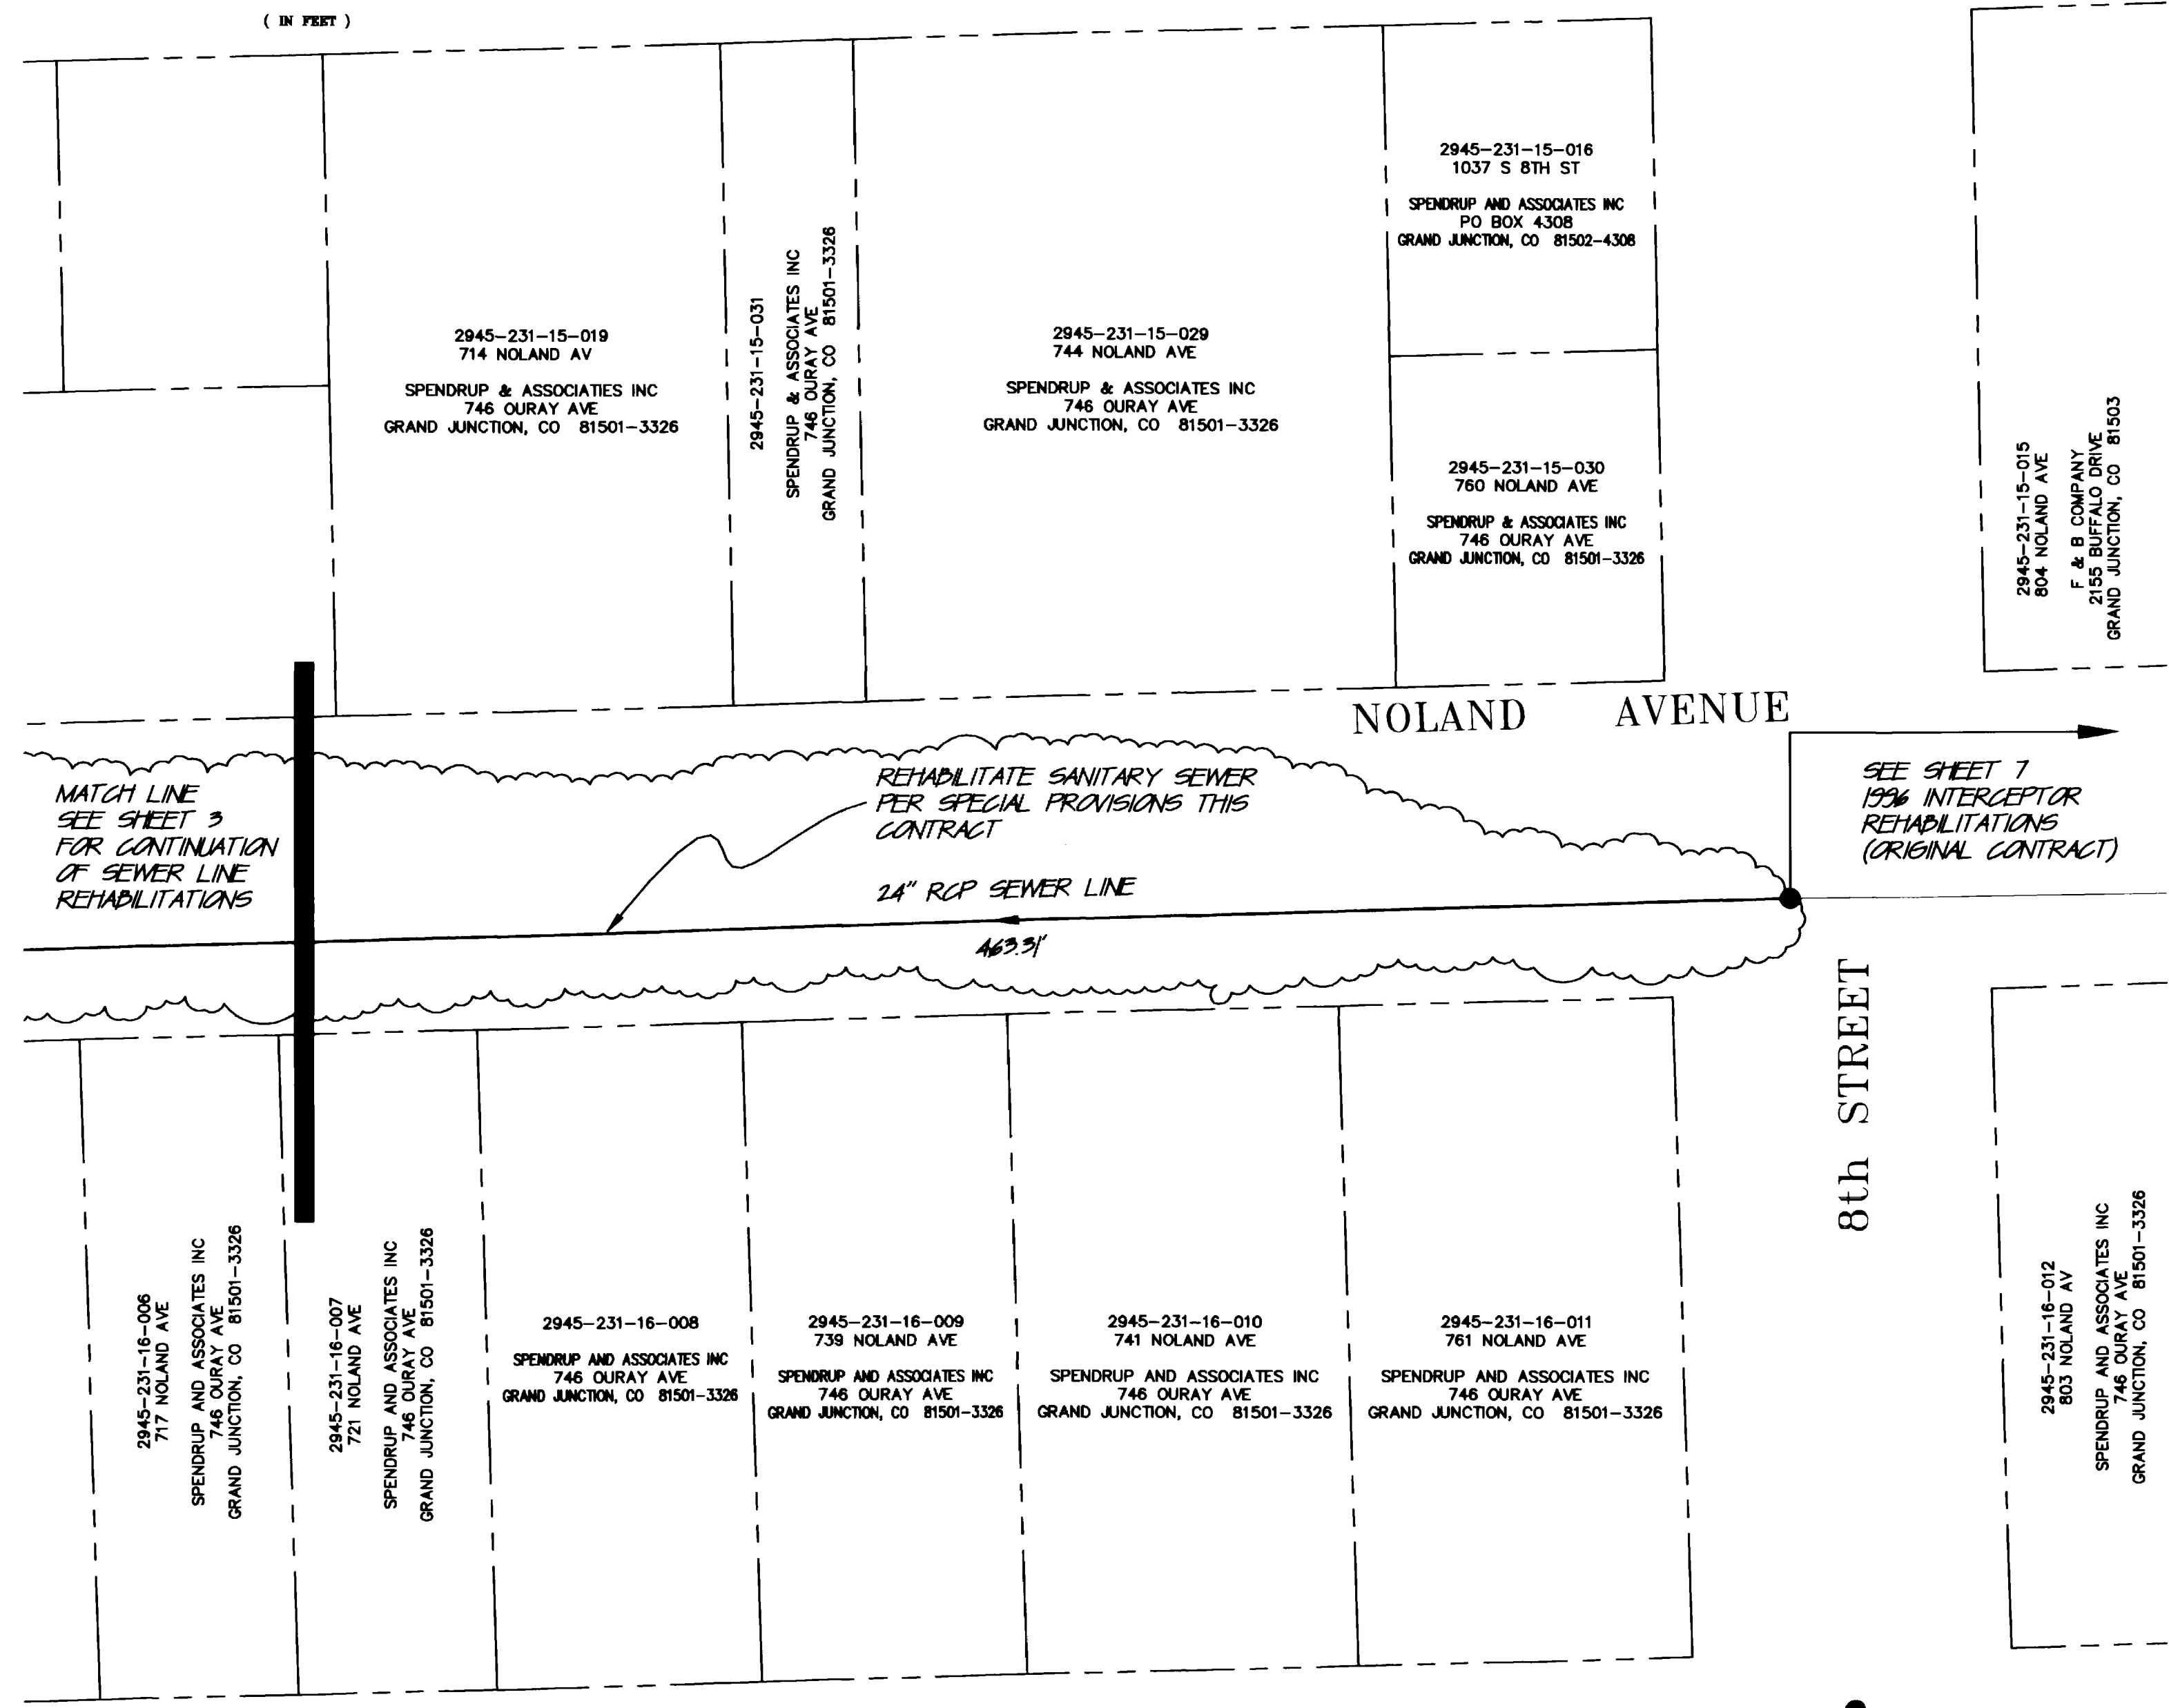 ( IN FEET )
2945-231-15-016
1037 S 8TH ST
SPENDRUP AND ASSOCIATES INC
PO BOX 4308
GRAND JUNCTION, CO 81502-4308
2945-231-15-019
714 NOLAND AV
SPENDRUP & ASSOCIATIES INC
746 OURAY AVE
GRAND JUNCTION, CO 81501-3326
2945-231-15-031
SPENDRUP & ASSOCIATES INC
746 OURAY AVE
GRAND JUNCTION, CO 81501-3326
2945-231-15-029
744 NOLAND AVE
SPENDRUP & ASSOCIATES INC
746 OURAY AVE
GRAND JUNCTION, CO 81501-3326
2945-231-15-030
760 NOLAND AVE
SPENDRUP & ASSOCIATES INC
746 OURAY AVE
GRAND JUNCTION, CO 81501-3326
2945-231-15-015
804 NOLAND AVE
F & B COMPANY
2155 BUFFALO DRIVE
GRAND JUNCTION, CO 81503
NOLAND AVENUE
MATCH LINE
SEE SHEET 3
FOR CONTINUATION
OF SEWER LINE
REHABILITATIONS
REHABILITATE SANITARY SEWER
PER SPECIAL PROVISIONS THIS
CONTRACT
SEE SHEET 7
1996 INTERCEPTOR
REHABILITATIONS
(ORIGINAL CONTRACT)
24" RCP SEWER LINE
463.31'
8th STREET
2945-231-16-006
717 NOLAND AVE
SPENDRUP AND ASSOCIATES INC
746 OURAY AVE
GRAND JUNCTION, CO 81501-3326
2945-231-16-007
721 NOLAND AVE
SPENDRUP AND ASSOCIATES INC
746 OURAY AVE
GRAND JUNCTION, CO 81501-3326
2945-231-16-008
SPENDRUP AND ASSOCIATES INC
746 OURAY AVE
GRAND JUNCTION, CO 81501-3326
2945-231-16-009
739 NOLAND AVE
SPENDRUP AND ASSOCIATES INC
746 OURAY AVE
GRAND JUNCTION, CO 81501-3326
2945-231-16-010
741 NOLAND AVE
SPENDRUP AND ASSOCIATES INC
746 OURAY AVE
GRAND JUNCTION, CO 81501-3326
2945-231-16-011
761 NOLAND AVE
SPENDRUP AND ASSOCIATES INC
746 OURAY AVE
GRAND JUNCTION, CO 81501-3326
2945-231-16-012
803 NOLAND AV
SPENDRUP AND ASSOCIATES INC
746 OURAY AVE
GRAND JUNCTION, CO 81501-3326